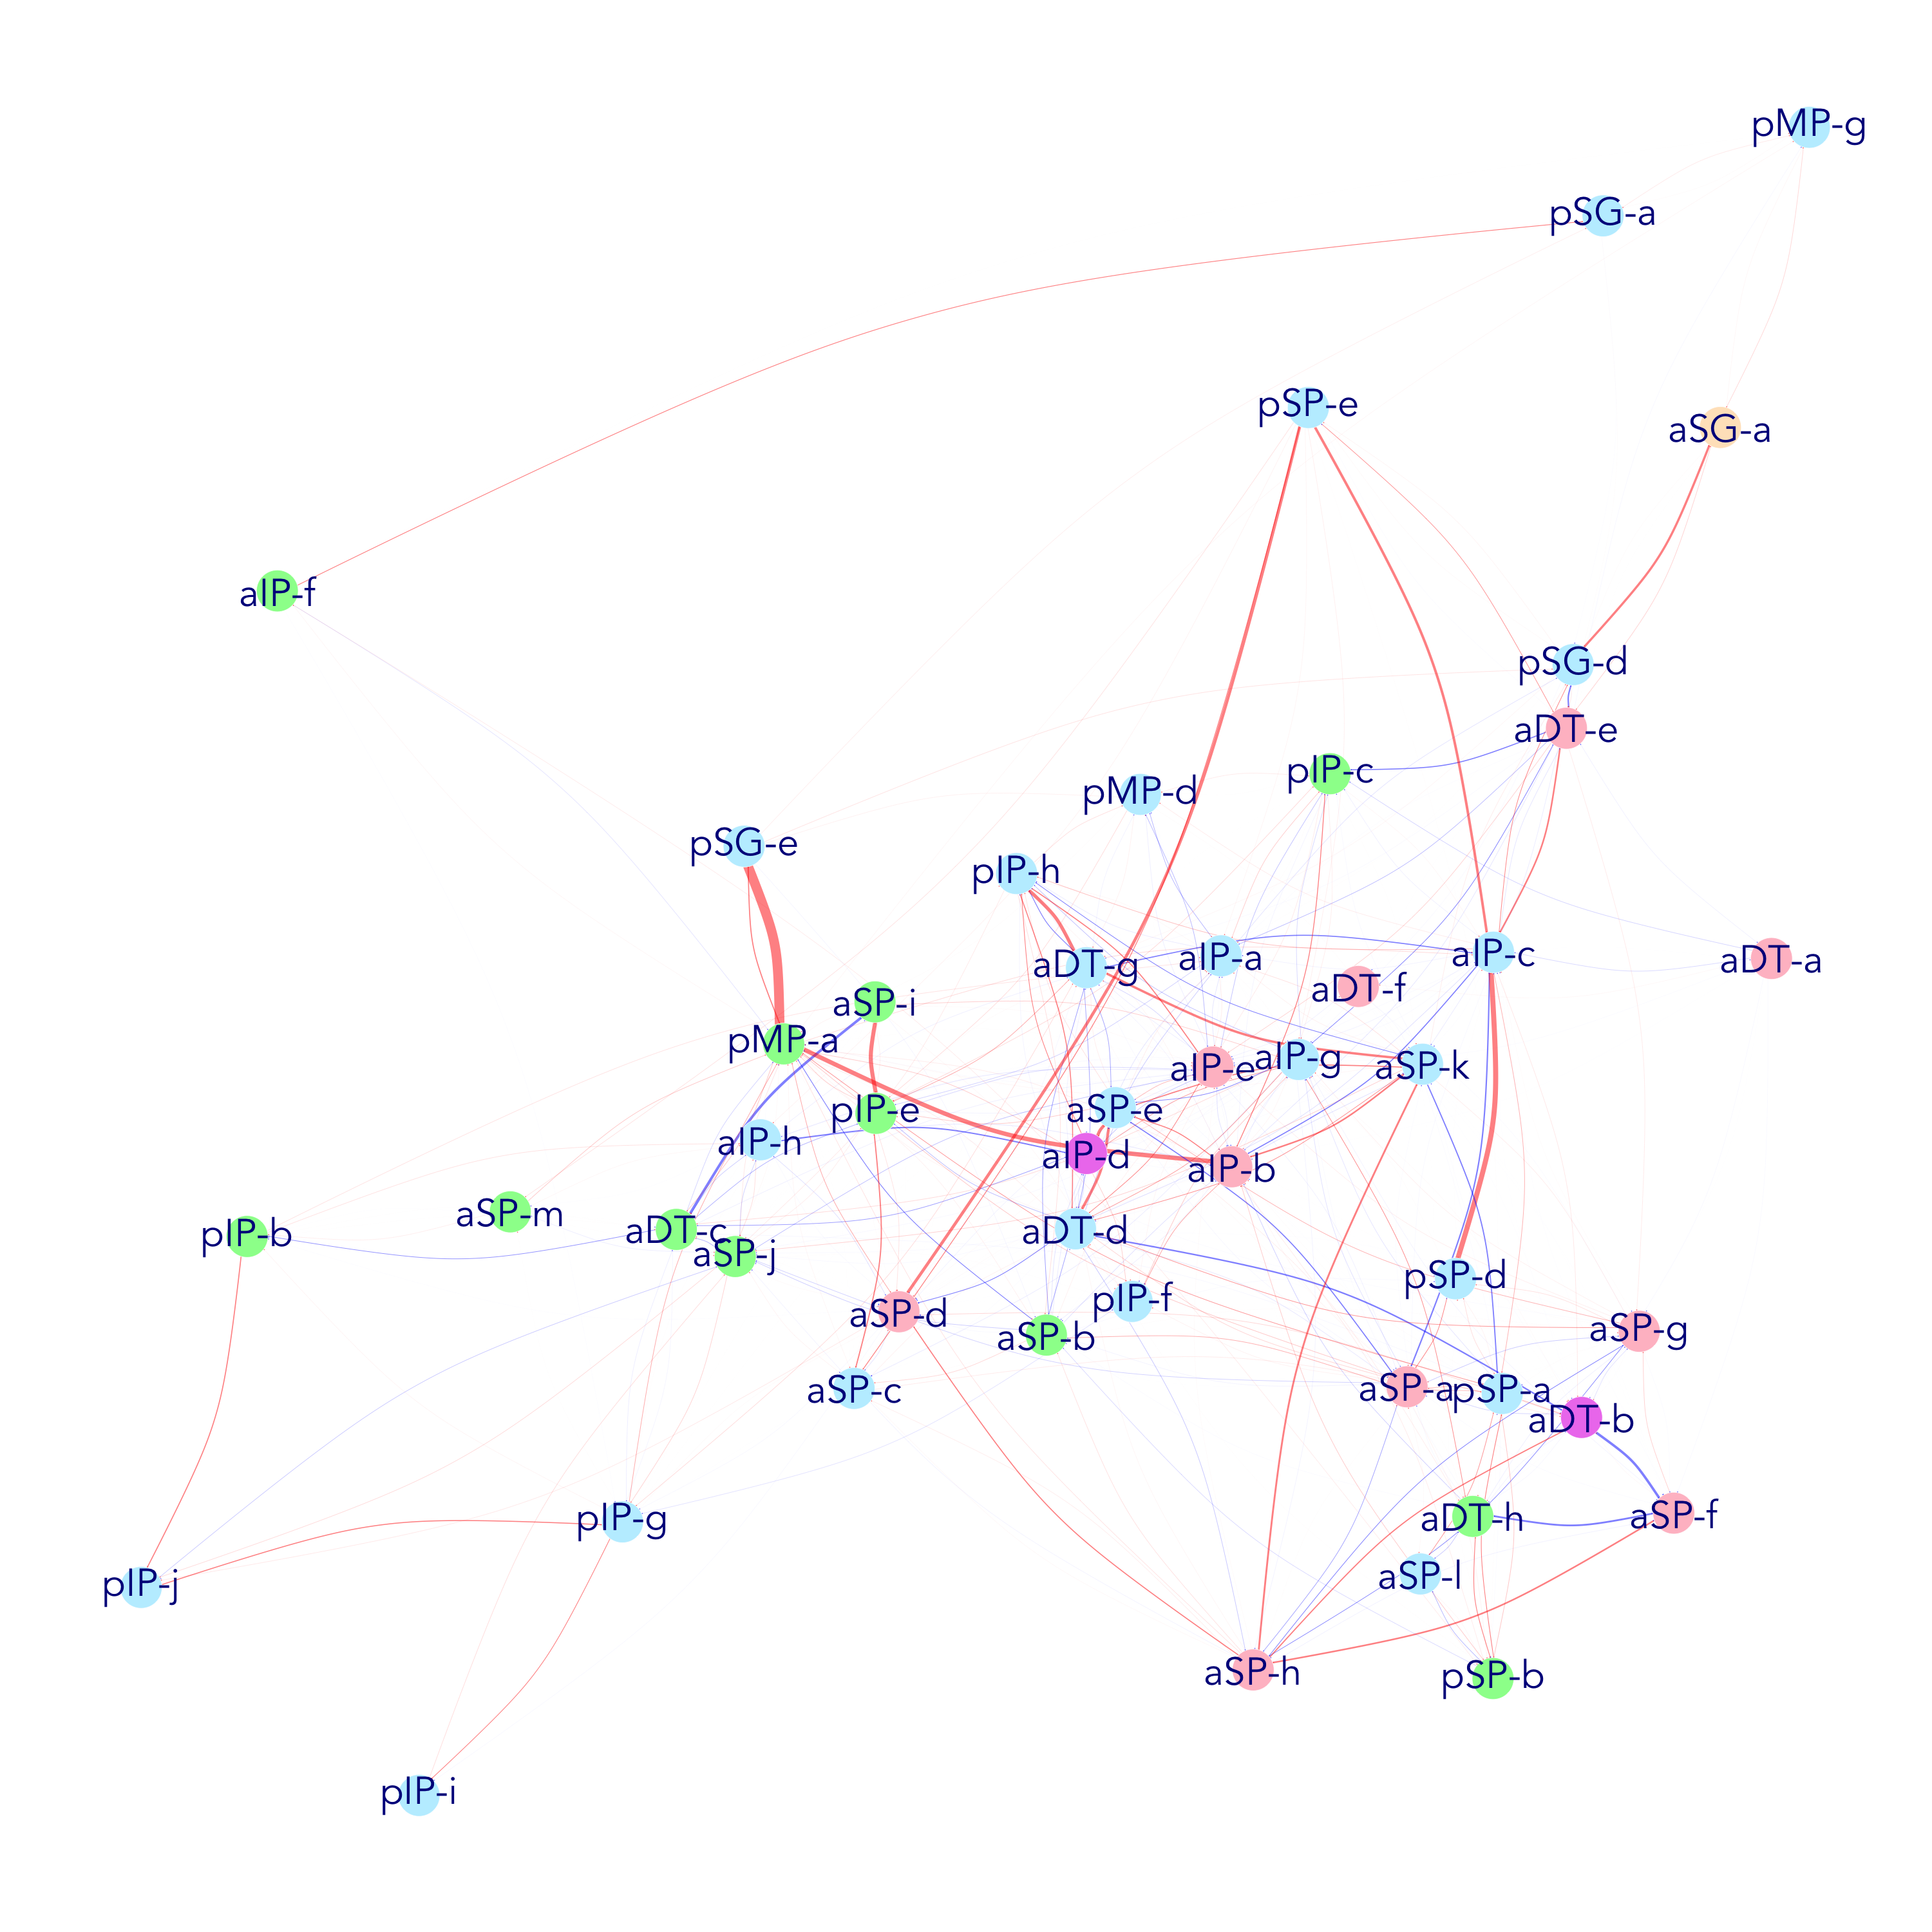 pMP-g
pSG-a
pSP-e
aSG-a
aIP-f
pSG-d
aDT-e
pIP-c
pMP-d
pSG-e
pIP-h
aIP-c
aIP-a
aDT-g
aDT-a
aDT-f
aSP-i
pMP-a
aIP-g
aIP-e
aSP-k
pIP-e
aSP-e
aIP-h
aIP-d
aIP-b
aSP-m
aDT-c
pIP-b
aDT-d
aSP-j
pSP-d
pIP-f
aSP-d
aSP-b
aSP-g
aSP-c
aSP-a
pSP-a
aDT-b
pIP-g
aDT-h
aSP-f
aSP-l
pIP-j
aSP-h
pSP-b
pIP-i